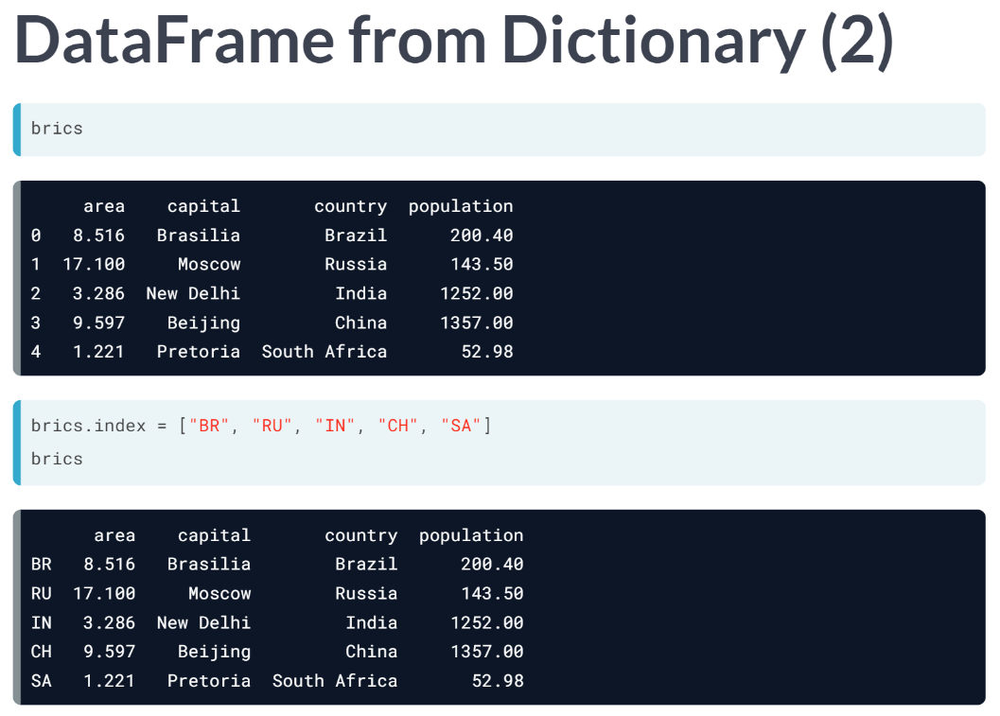 DataFrame from Dictionary (2)
brics
area capital country population
0 8.516 Brasilia Brazil 200.40
1 17.100 Moscow Russia 143.50
2 3.286 New Delhi India 1252.00
3 9.597 Beijing China 1357.00
4 1.221 Pretoria South Africa 52.98
brics.index = ["BR", "RU", "IN", "CH", "SA"]
brics
area capital country population
BR 8.516 Brasilia Brazil 200.40
RU 17.100 Moscow Russia 143.50
IN 3.286 New Delhi India 1252.00
CH 9.597 Beijing China 1357.00
SA 1.221 Pretoria South Africa 52.98